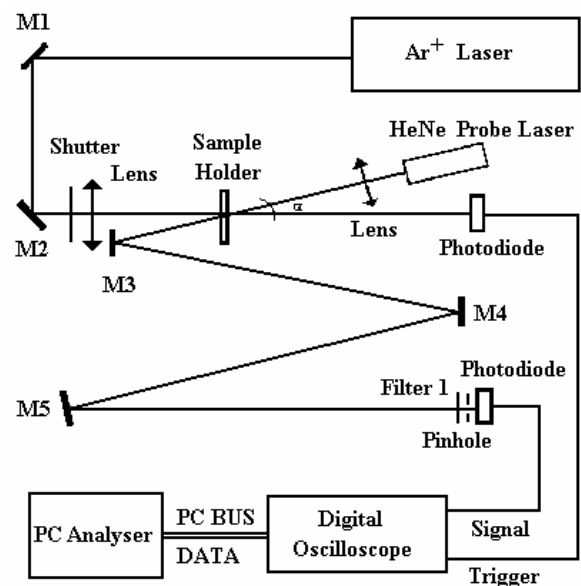 M1
Ar+ Laser
HeNe Probe Laser
Sample
Holder
Shutter
Lens
α
M2
Lens
Photodiode
M3
M4
Photodiode
Filter 1
M5
Pinhole
PC Analyser
PC BUS
DATA
Digital
Oscilloscope
Signal
Trigger